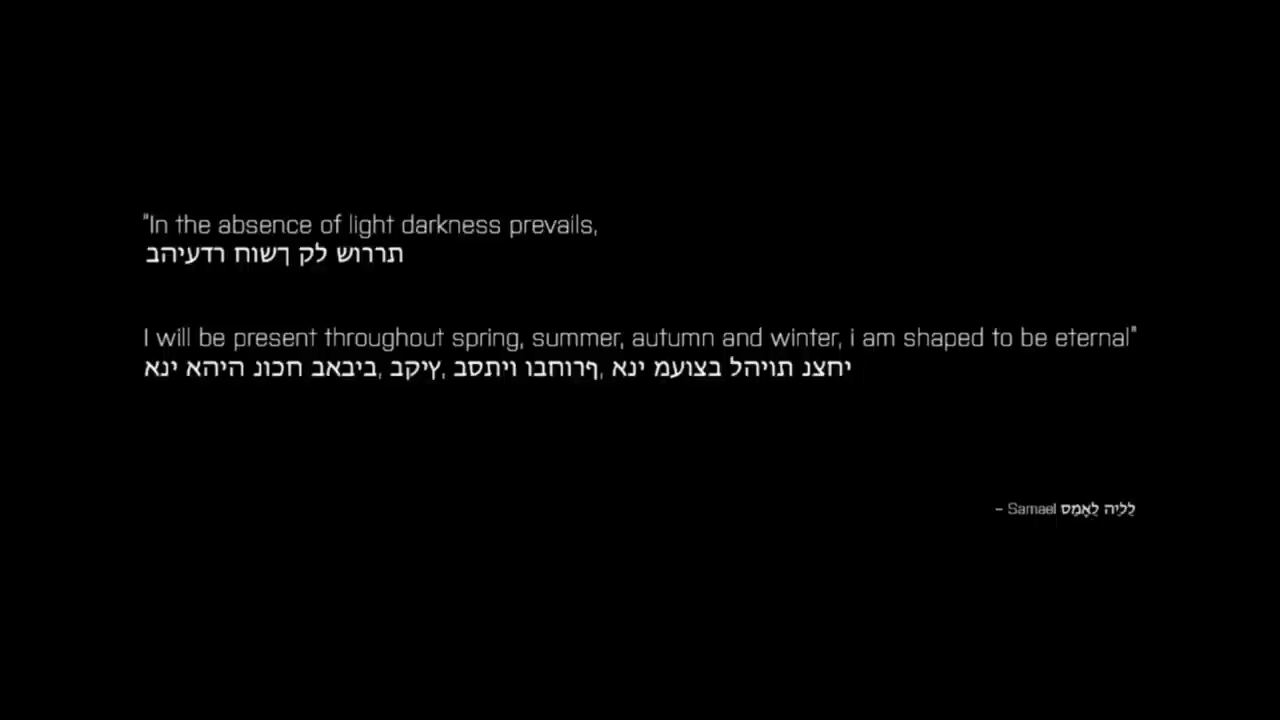 "In the absence of light darkness prevails,
תררוש לק ךשוח רדעיהב
I will be present throughout spring, summer, autumn and winter, i am shaped to be eternal"
יחצנ תויהל בצועמ ינא ,ףרוחבו ויתסב ,ץיקב ,ביבאב חכונ היהא ינא
– Samael לֵלִיה לֵאָמַס